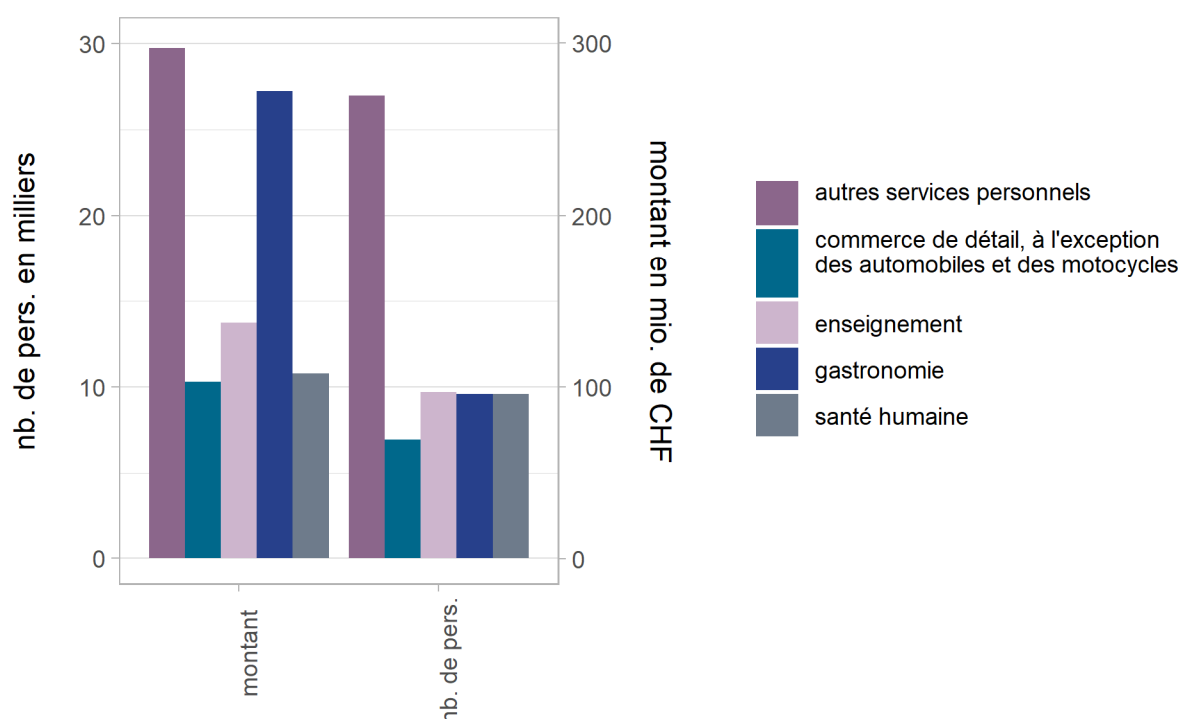 nb. de pers. en milliers
30
20
10
0
300
200
100
0
montant en mio. de CHF
montant
nb. de pers.
autres services personnels
commerce de détail, à l'exception
des automobiles et des motocycles
enseignement
gastronomie
santé humaine